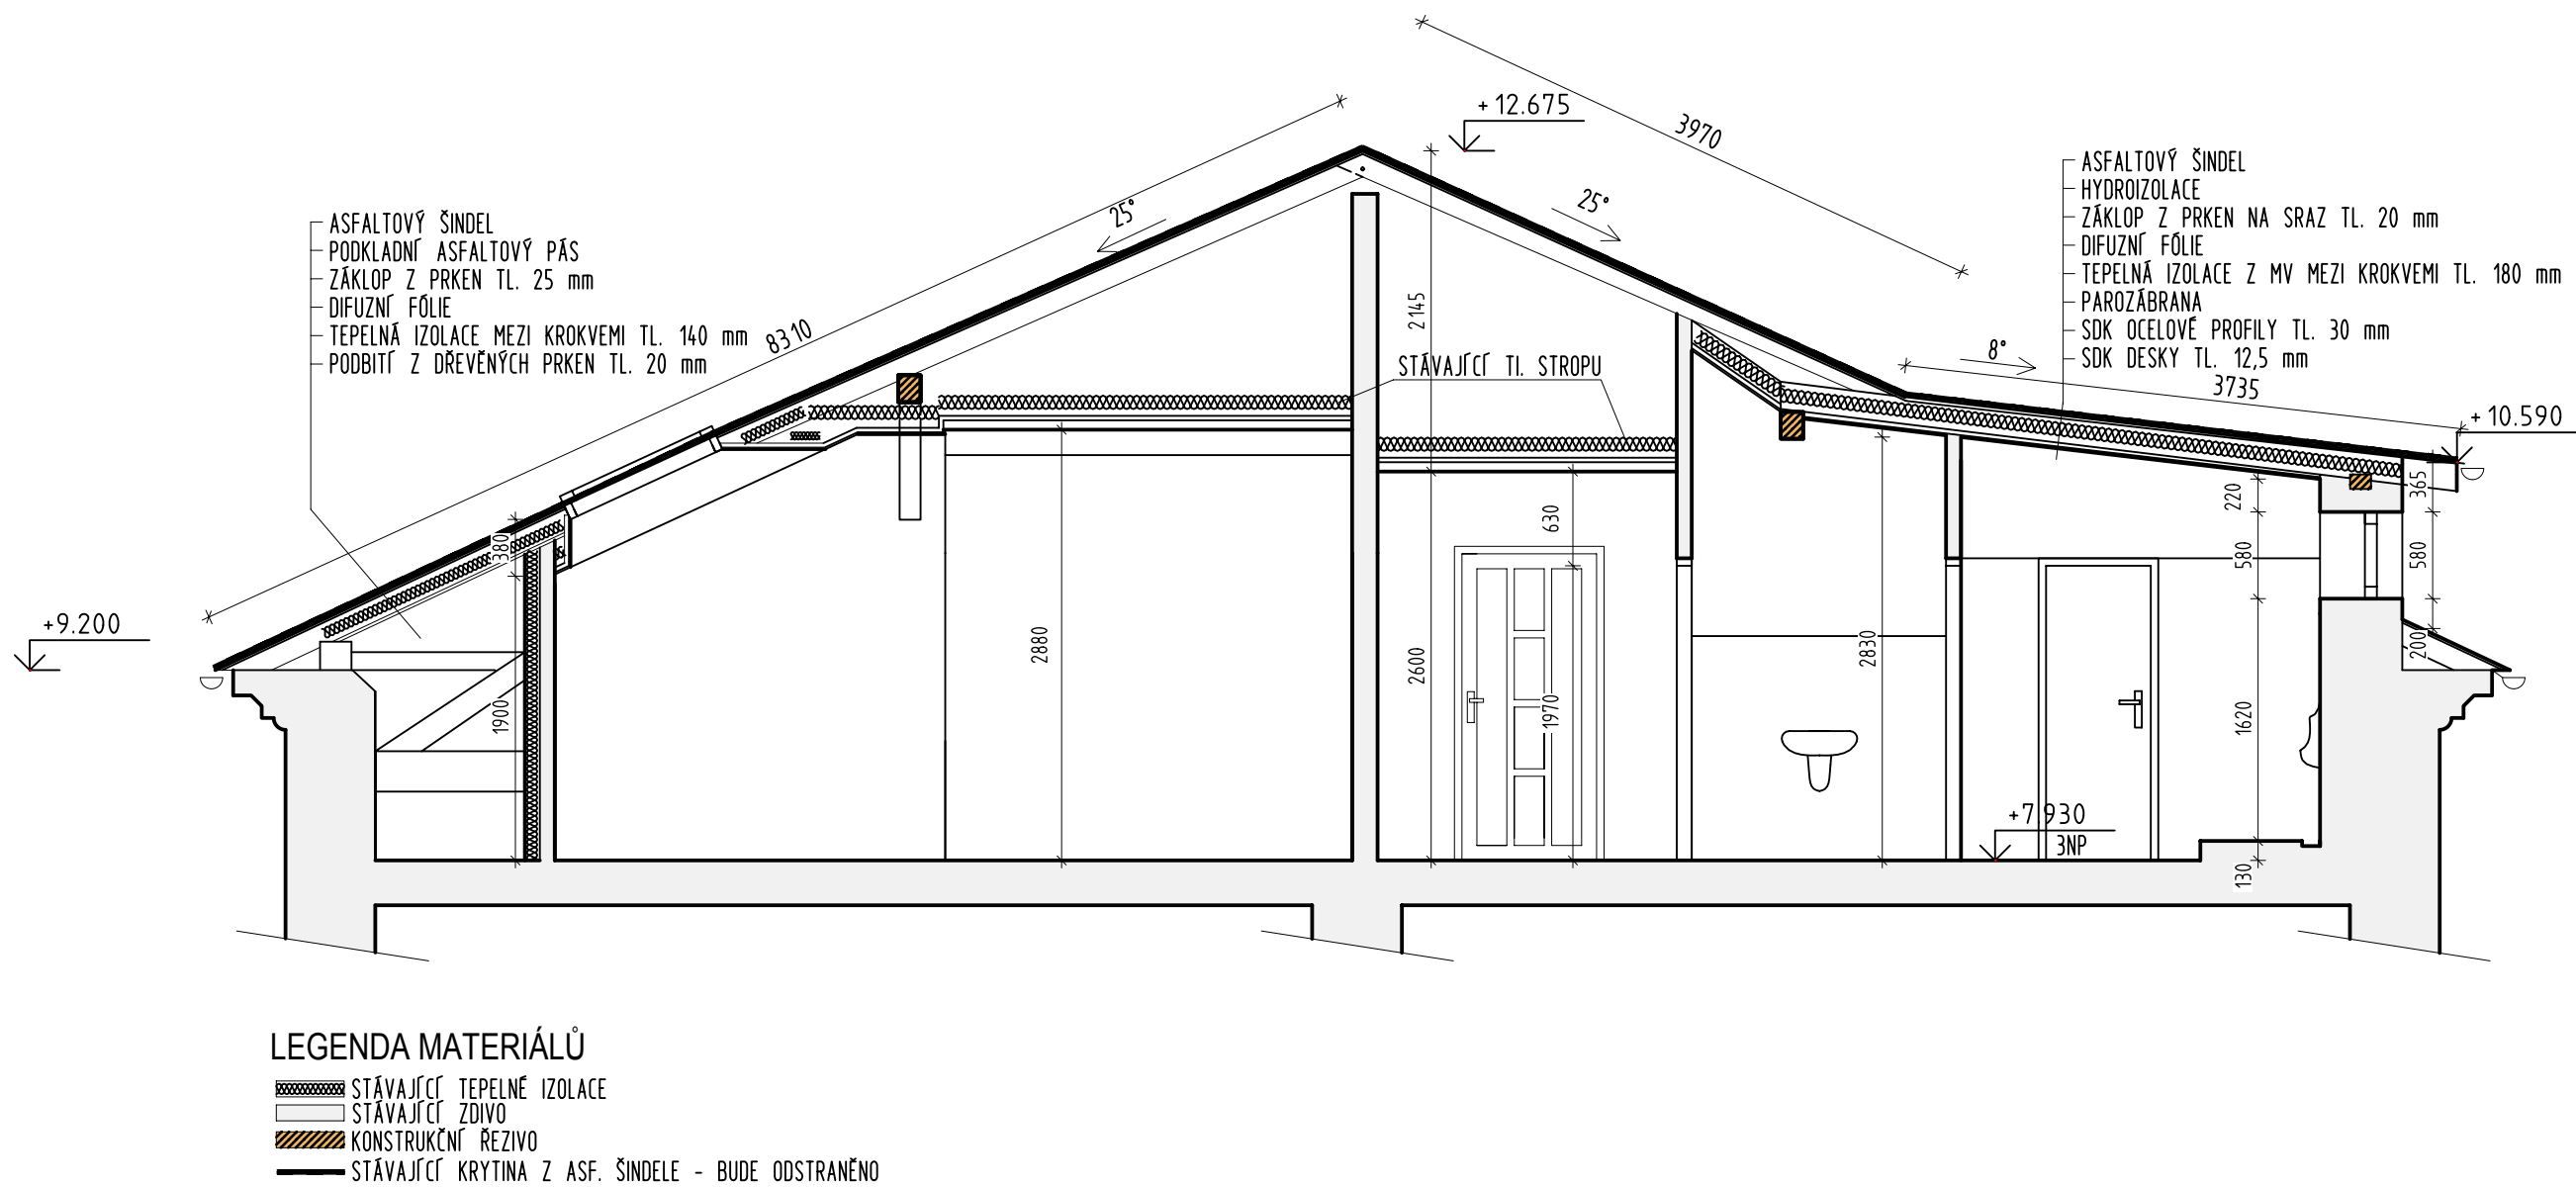 3970
+12.675
ASFALTOVÝ ŠINDEL
HYDROIZOLACE
ZÁKLOP Z PRKEN NA SRAZ TL. 20 mm
DIFUZNÍ FÓLIE
TEPELNÁ IZOLACE Z MV MEZI KROKVEMI TL. 180 mm
PAROZÁBRANA
SDK OCELOVÉ PROFILY TL. 30 mm
SDK DESKY TL. 12,5 mm
ASFALTOVÝ ŠINDEL
PODKLADNÍ ASFALTOVÝ PÁS
ZÁKLOP Z PRKEN TL. 25 mm
DIFUZNÍ FÓLIE
TEPELNÁ IZOLACE MEZI KROKVEMI TL. 140 mm
PODBITÍ Z DŘEVĚNÝCH PRKEN TL. 20 mm
25°
25°
8310
2145
8°
3735
STÁVAJÍCÍ TI. STROPU
+10.590
365
220
630
380
580
580
+9.200
2880
2600
2830
200
1900
1970
1620
+7.930
3NP
130
LEGENDA MATERIÁLŮ
STÁVAJÍCÍ TEPELNÉ IZOLACE
STÁVAJÍCÍ ZDIVO
KONSTRUKČNÍ ŘEZIVO
STÁVAJÍCÍ KRYTINA Z ASF. ŠINDELE - BUDE ODSTRANĚNO